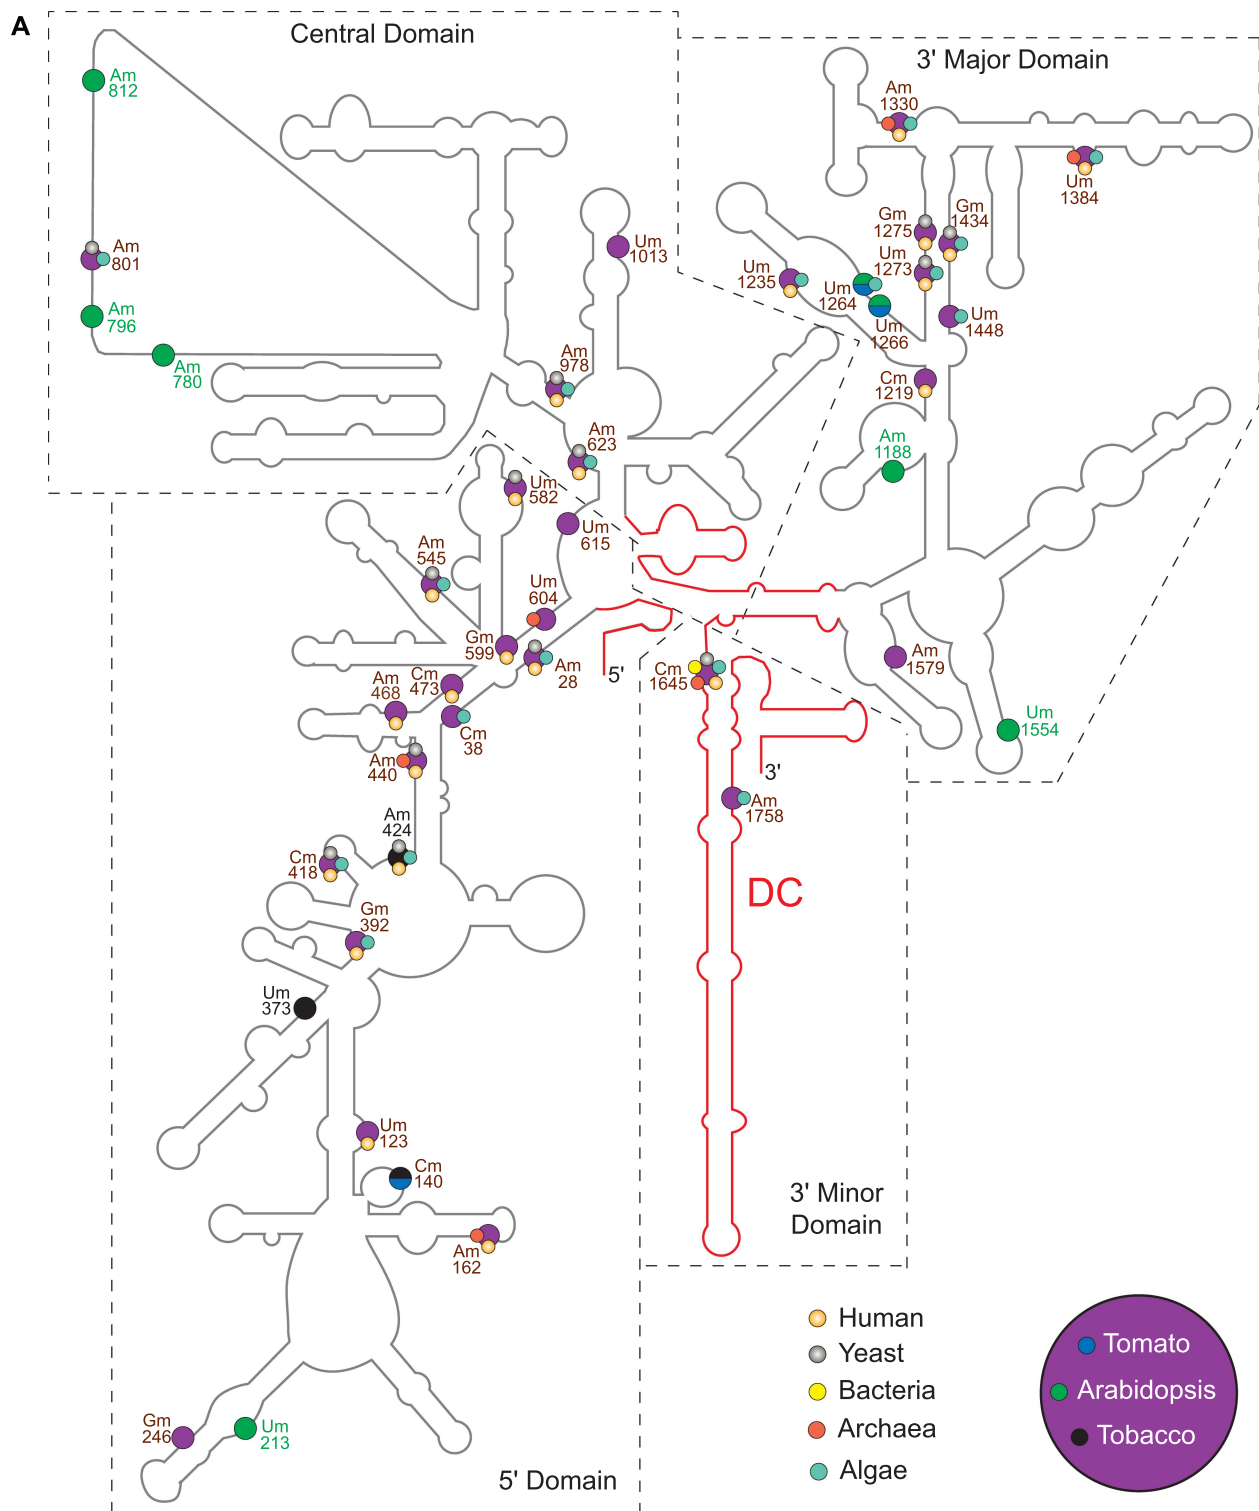 A
Central Domain
3' Major Domain
Am
812
Am
1330
Um
1384
Am
801
Um
1013
Gm
1275
Gm
1434
Um
1273
Um
1235
Um
1264
Um
1266
Um
1448
Am
796
Am
780
Am
978
Cm
1219
Am
623
Am
1188
Um
582
Um
615
Am
545
Um
604
Gm
599
Am
28
5'
Cm
1645
Am
1579
Cm
473
Am
468
Cm
38
Um
1554
Am
440
3'
Am
1758
Am
424
Cm
418
DC
Gm
392
Um
373
Um
123
Cm
140
Am
162
3' Minor
Domain
Human
Yeast
Bacteria
Archaea
Algae
Tomato
Arabidopsis
Tobacco
Gm
246
Um
213
5' Domain